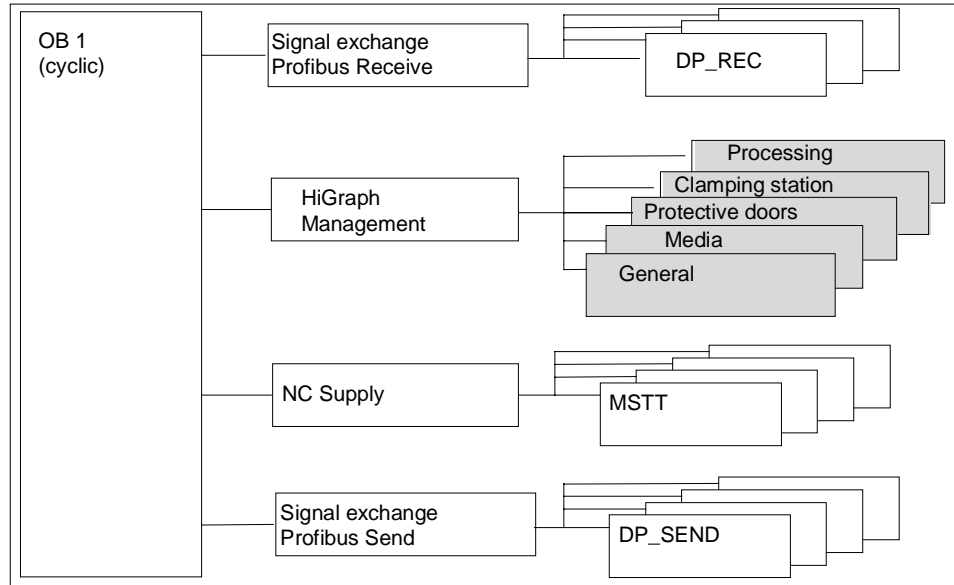 OB 1
(cyclic)
Signal exchange
Profibus Receive
DP_REC
HiGraph
Management
Processing
Clamping station
Protective doors
Media
General
NC Supply
MSTT
Signal exchange
Profibus Send
DP_SEND